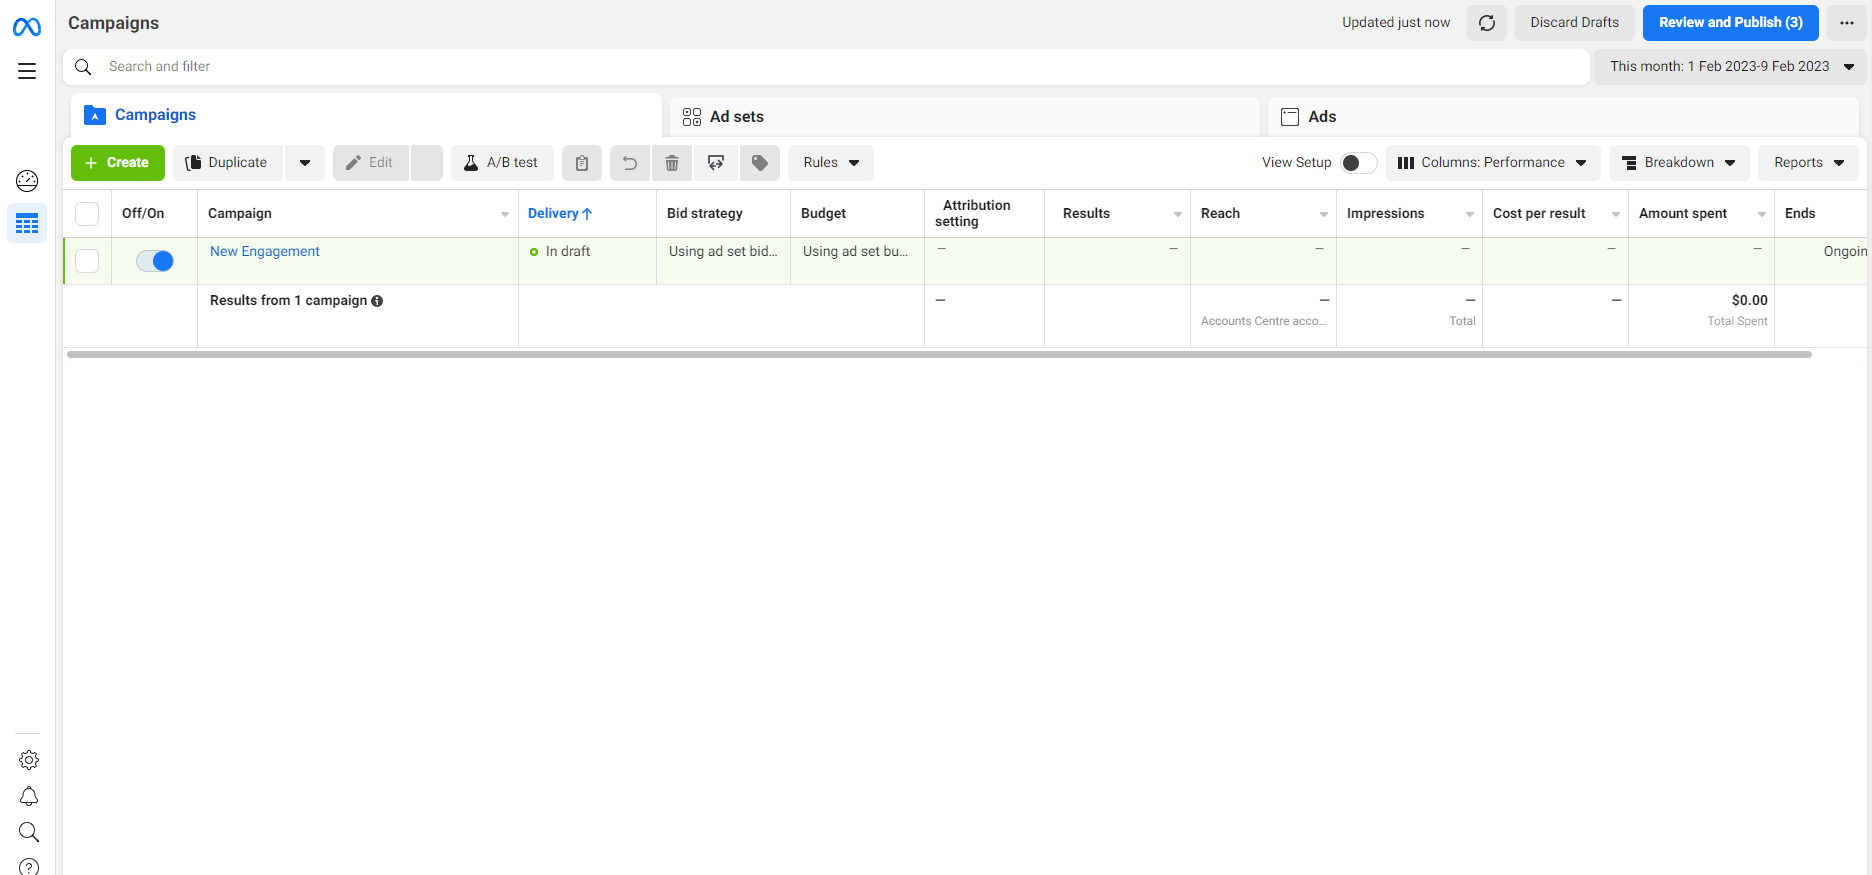 Campaigns
Updated just now
Discard Drafts
Review and Publish (3)
Search and filter
This month: 1 Feb 2023-9 Feb 2023
Campaigns
Ad sets
Ads
+ Create
Duplicate
Edit
A/B test
Rules
View Setup
Columns: Performance
Breakdown
Reports
Off/On
Campaign
Delivery↑
Bid strategy
Budget
Attribution
setting
Results
Reach
Impressions
Cost per result
Amount spent
Ends
New Engagement
In draft
Using ad set bid...
Using ad set bu...
—
—
—
—
—
—
Ongoin
Results from 1 campaign
—
—
—
—
$0.00
Accounts Centre acco...
Total
Total Spent